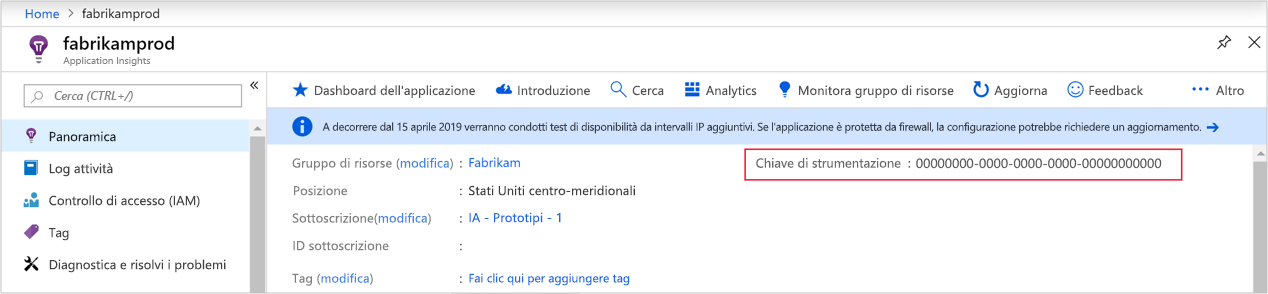 Home > fabrikamprod
fabrikamprod
Application Insights
Cerca (CTRL+/)
«
Panoramica
Log attività
Controllo di accesso (IAM)
Tag
Diagnostica e risolvi i problemi
Dashboard dell'applicazione Introduzione Cerca Analytics Monitora gruppo di risorse Aggiorna Feedback ... Altro
A decorrere dal 15 aprile 2019 verranno condotti test di disponibilità da intervalli IP aggiuntivi. Se l'applicazione è protetta da firewall, la configurazione potrebbe richiedere un aggiornamento. →
Gruppo di risorse (modifica) : Fabrikam
Chiave di strumentazione : 00000000-0000-0000-0000-00000000000
Posizione : Stati Uniti centro-meridionali
Sottoscrizione(modifica) : IA - Prototipi - 1
ID sottoscrizione :
Tag (modifica) : Fai clic qui per aggiungere tag